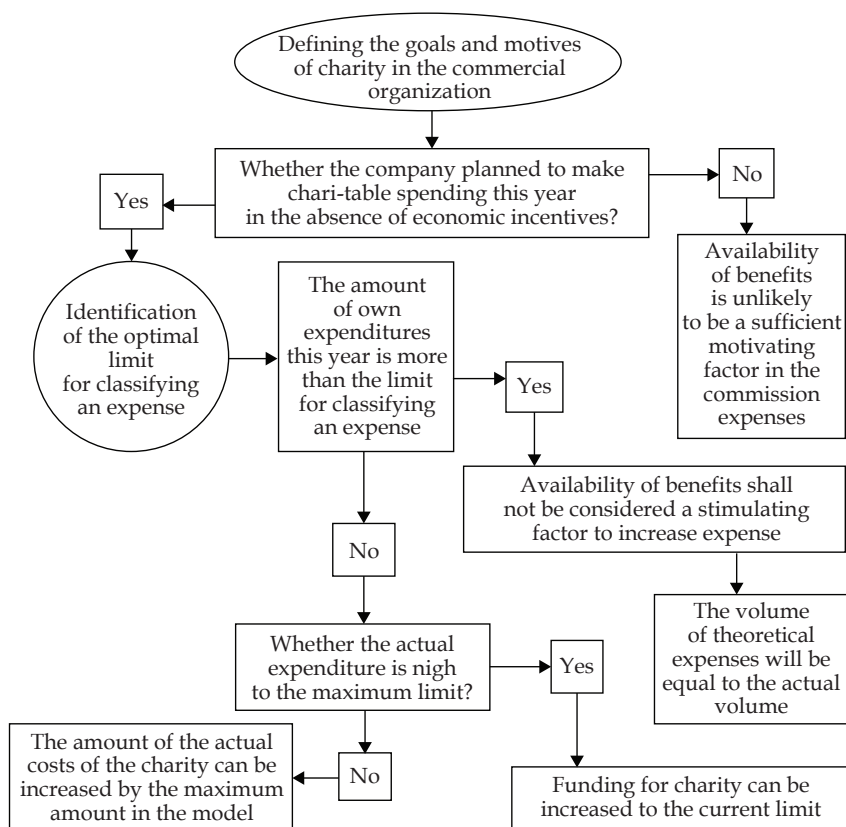 Defining the goals and motives
of charity in the commercial
organization
Whether the company planned to make
chari-table spending this year
in the absence of economic incentives?
No
Yes
Availability
of benefits
is unlikely
to be a sufficient
motivating
factor in the
commission
expenses
Identification
of the optimal
limit
for classifying
an expense
The amount
of own
expenditures
this year is more
than the limit
for classifying
an expense
Yes
Availability of benefits shall
not be considered a stimulating
factor to increase expense
No
The volume
of theoretical
expenses will be
equal to the actual
volume
Whether the actual
expenditure is nigh
to the maximum limit?
Yes
The amount of the actual
costs of the charity can be
increased by the maximum
amount in the model
No
Funding for charity can be
increased to the current limit